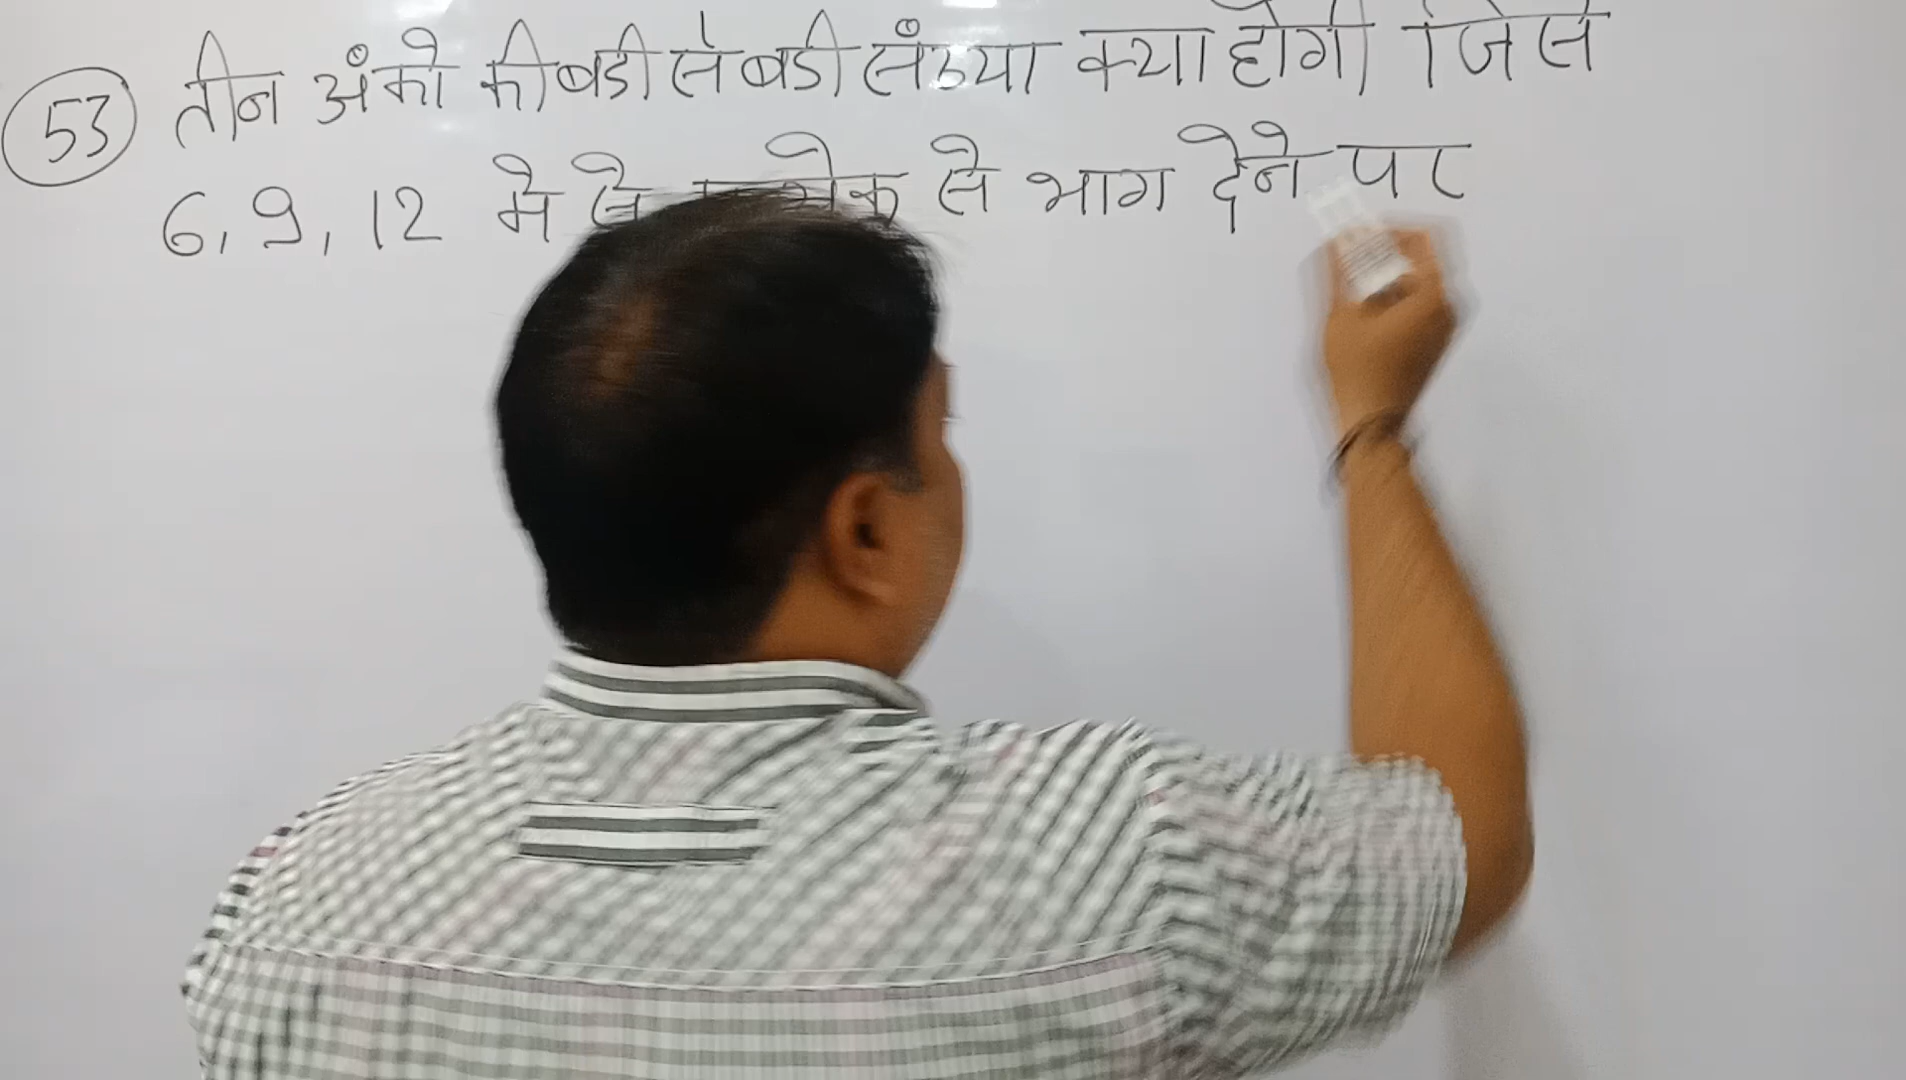 53 तीन अंको की बडी से बडी संख्या क्या होगी जिसे
6, 9, 12 मे से से भाग देने पर